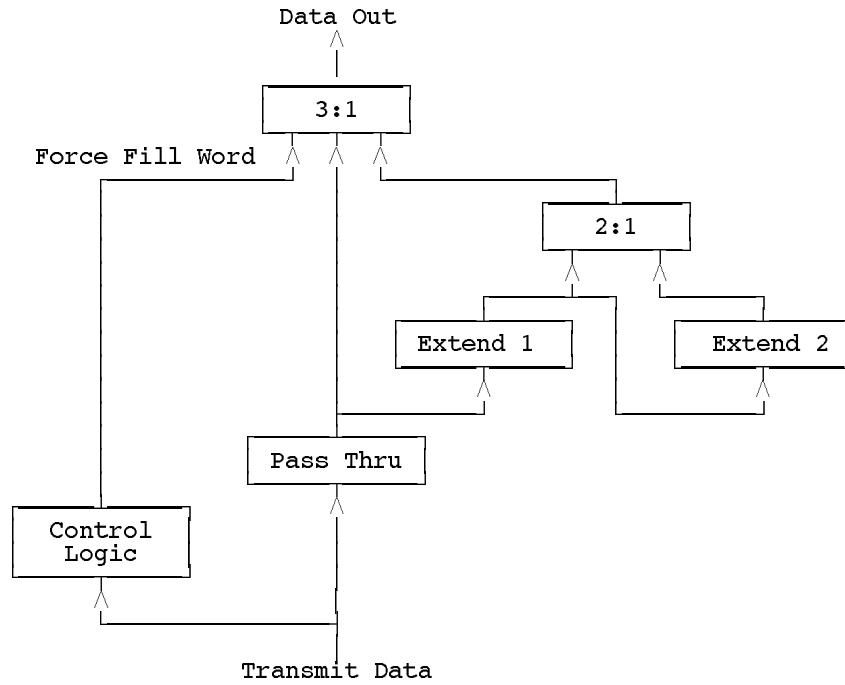 Data Out
3:1
Force Fill Word
2:1
Extend 1
Extend 2
Pass Thru
Control
Logic
Transmit Data